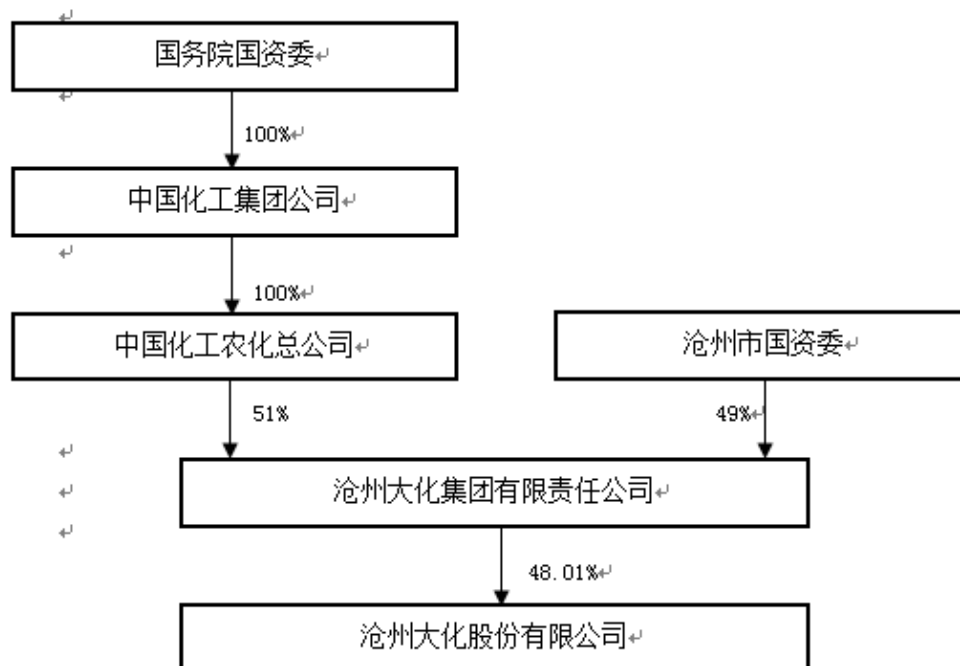 国务院国资委
100%
中国化工集团公司
100%
中国化工农化总公司
沧州市国资委
51%
49%
沧州大化集团有限责任公司
48.01%
沧州大化股份有限公司